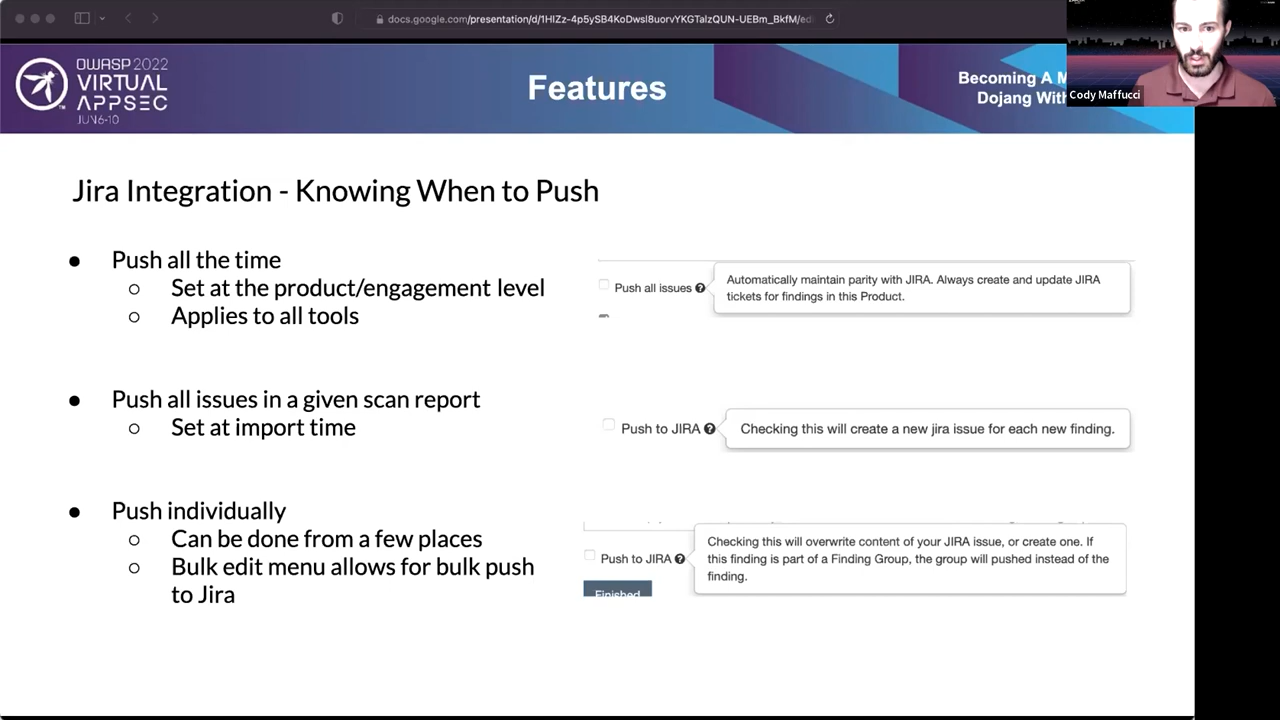 docs.google.com/presentation/d/1HIZz-4p5ySB4KoDwsI8uorvYKGTalzQUN-UEBm_BkfM/edi
OWASP 2022
VIRTUAL
APPSEC
JUN 6-10
Features
Becoming A M
Dojang With
Cody Maffucci
Jira Integration - Knowing When to Push
● Push all the time
○ Set at the product/engagement level
○ Applies to all tools
Push all issues
Automatically maintain parity with JIRA. Always create and update JIRA
tickets for findings in this Product.
● Push all issues in a given scan report
○ Set at import time
Push to JIRA
Checking this will create a new jira issue for each new finding.
● Push individually
○ Can be done from a few places
○ Bulk edit menu allows for bulk push
to Jira
Push to JIRA
Checking this will overwrite content of your JIRA issue, or create one. If
this finding is part of a Finding Group, the group will pushed instead of the
finding.
Finished